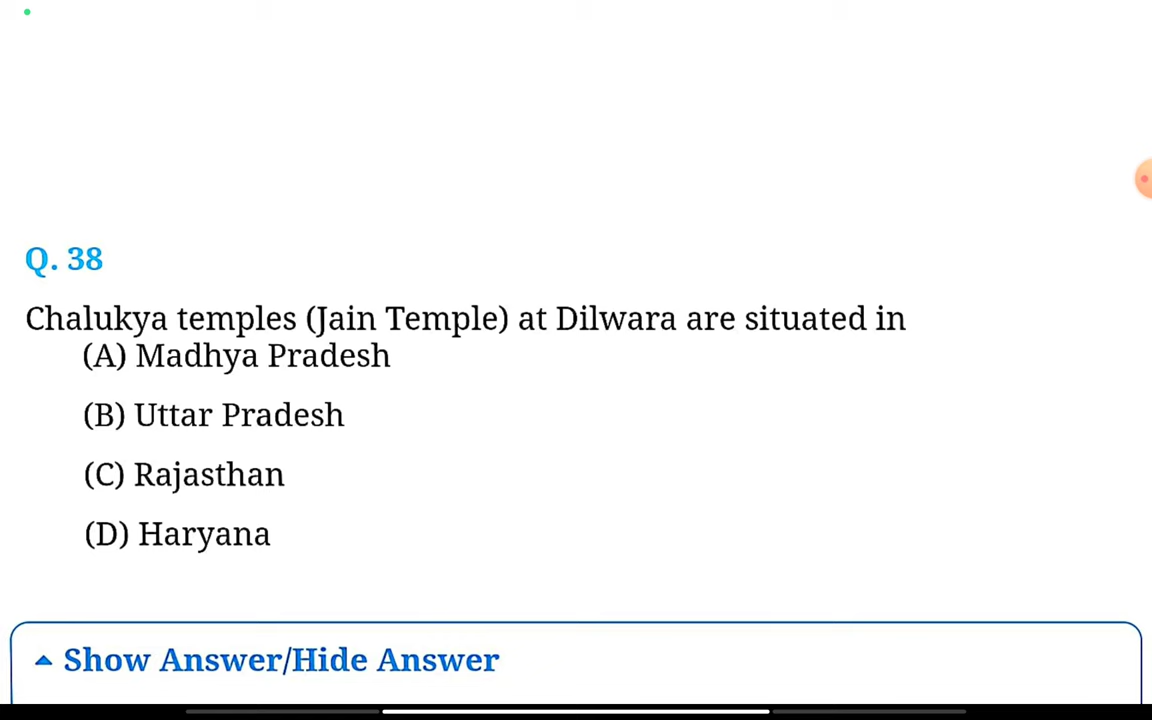 Q. 38
Chalukya temples (Jain Temple) at Dilwara are situated in
(A) Madhya Pradesh
(B) Uttar Pradesh
(C) Rajasthan
(D) Haryana
Show Answer/Hide Answer